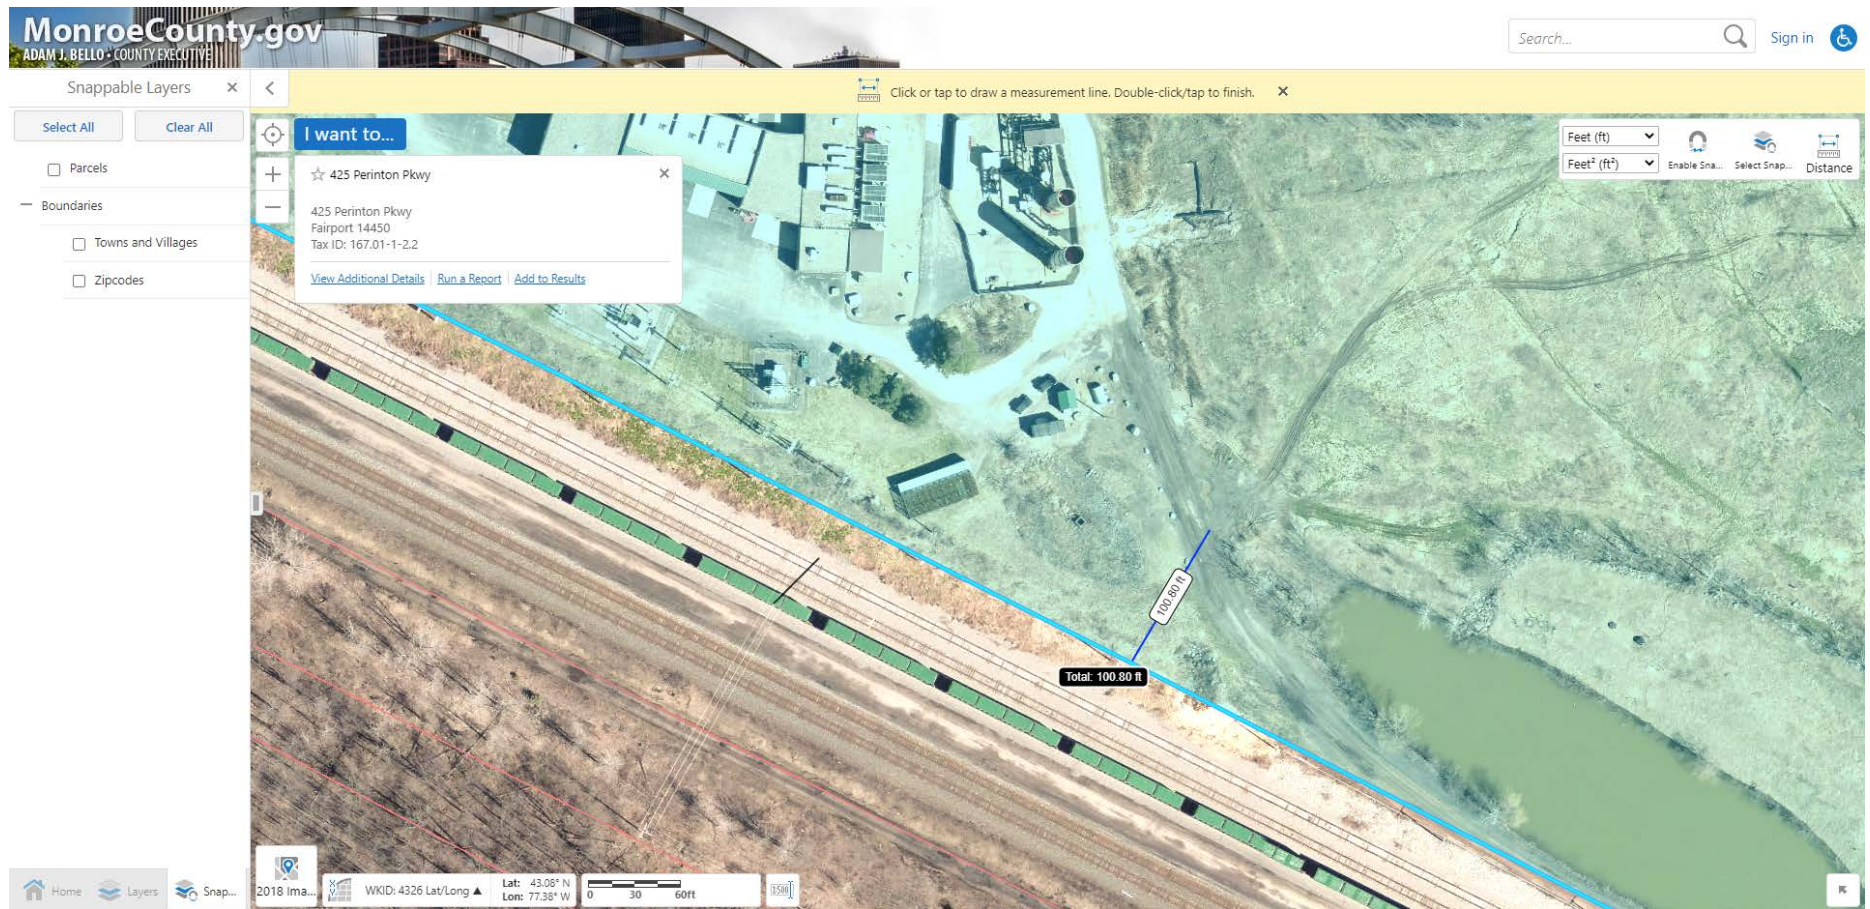 MonroeCounty.gov
ADAM J. BELLO • COUNTY EXECUTIVE
Search...
Sign in
Snappable Layers
Click or tap to draw a measurement line. Double-click/tap to finish.
Select All
Clear All
I want to...
Parcels
Boundaries
Towns and Villages
Zipcodes
425 Perinton Pkwy
425 Perinton Pkwy
Fairport 14450
Tax ID: 167.01-1-2.2
View Additional Details
Run a Report
Add to Results
Feet (ft)
Feet² (ft²)
Enable Sna...
Select Snap...
Distance
100.80 ft
Total: 100.80 ft
Home
Layers
Snap...
2018 Ima...
WKID: 4326 Lat/Long
Lat: 43.08° N
Lon: 77.38° W
0 30 60ft